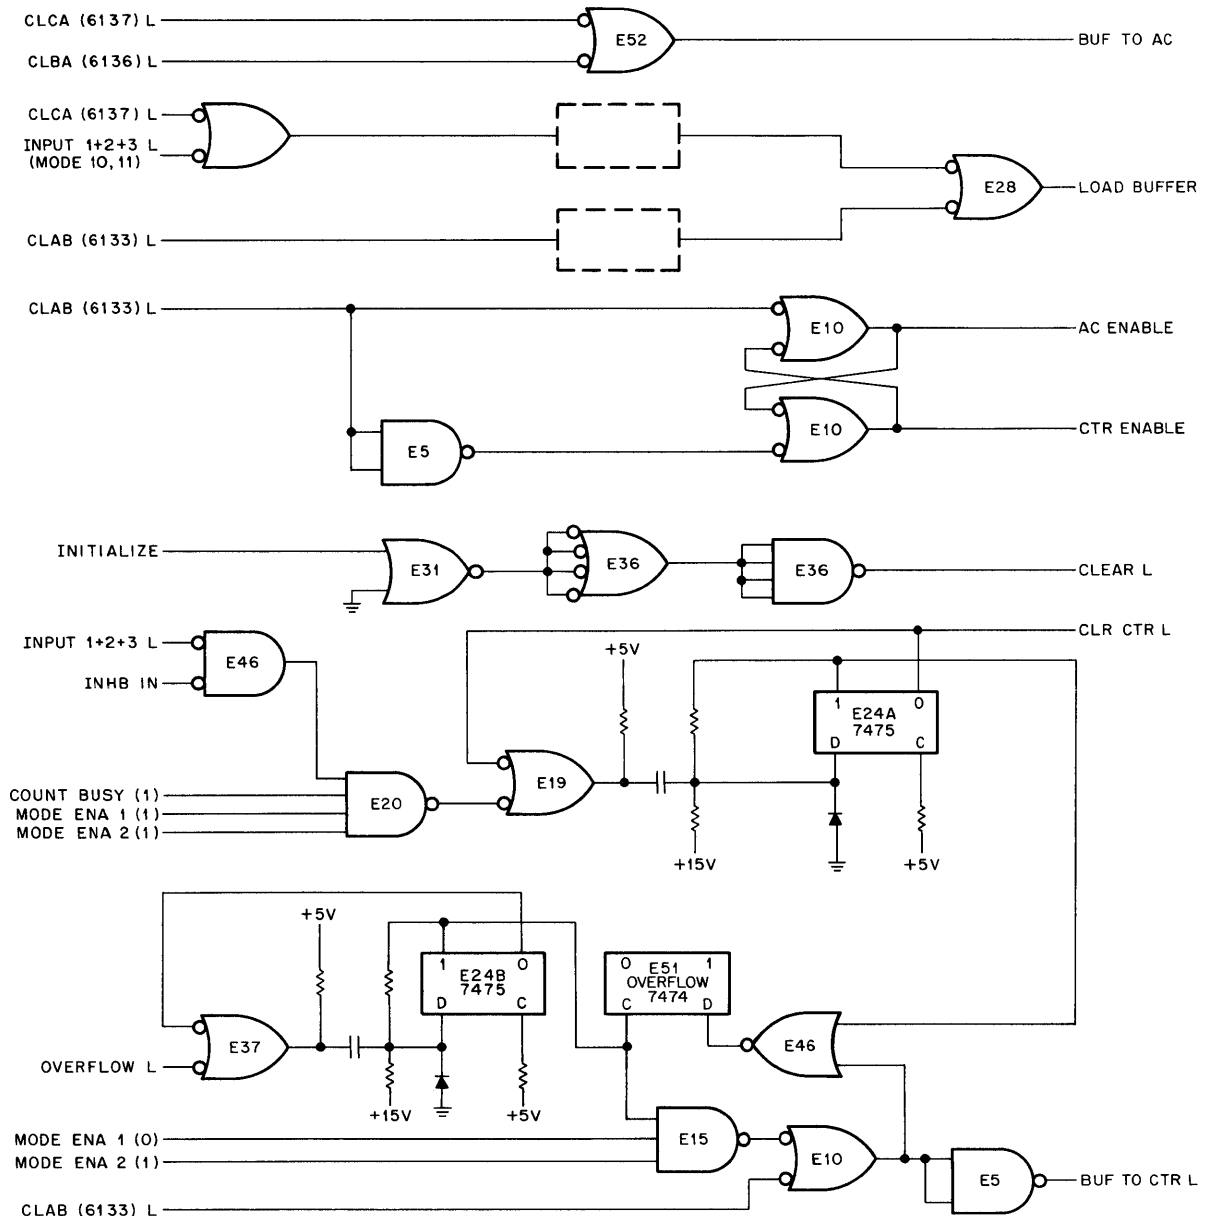 CLCA (6137) L
E52
BUF TO AC
CLBA (6136) L
CLCA (6137) L
INPUT 1+2+3 L
(MODE 10, 11)
E28
LOAD BUFFER
CLAB (6133) L
CLAB (6133) L
E10
AC ENABLE
E10
CTR ENABLE
E5
INITIALIZE
E31
E36
E36
CLEAR L
INPUT 1+2+3 L
E46
INHB IN
CLR CTR L
+5V
1 0
E24A
7475
D C
E19
COUNT BUSY (1)
MODE ENA 1 (1)
MODE ENA 2 (1)
E20
+15V
+5V
+5V
1 0
E24B
7475
D C
0 E51 1
OVERFLOW
7474
C D
E37
E46
OVERFLOW L
+15V
+5V
MODE ENA 1 (0)
MODE ENA 2 (1)
E15
E10
E5
BUF TO CTR L
CLAB (6133) L